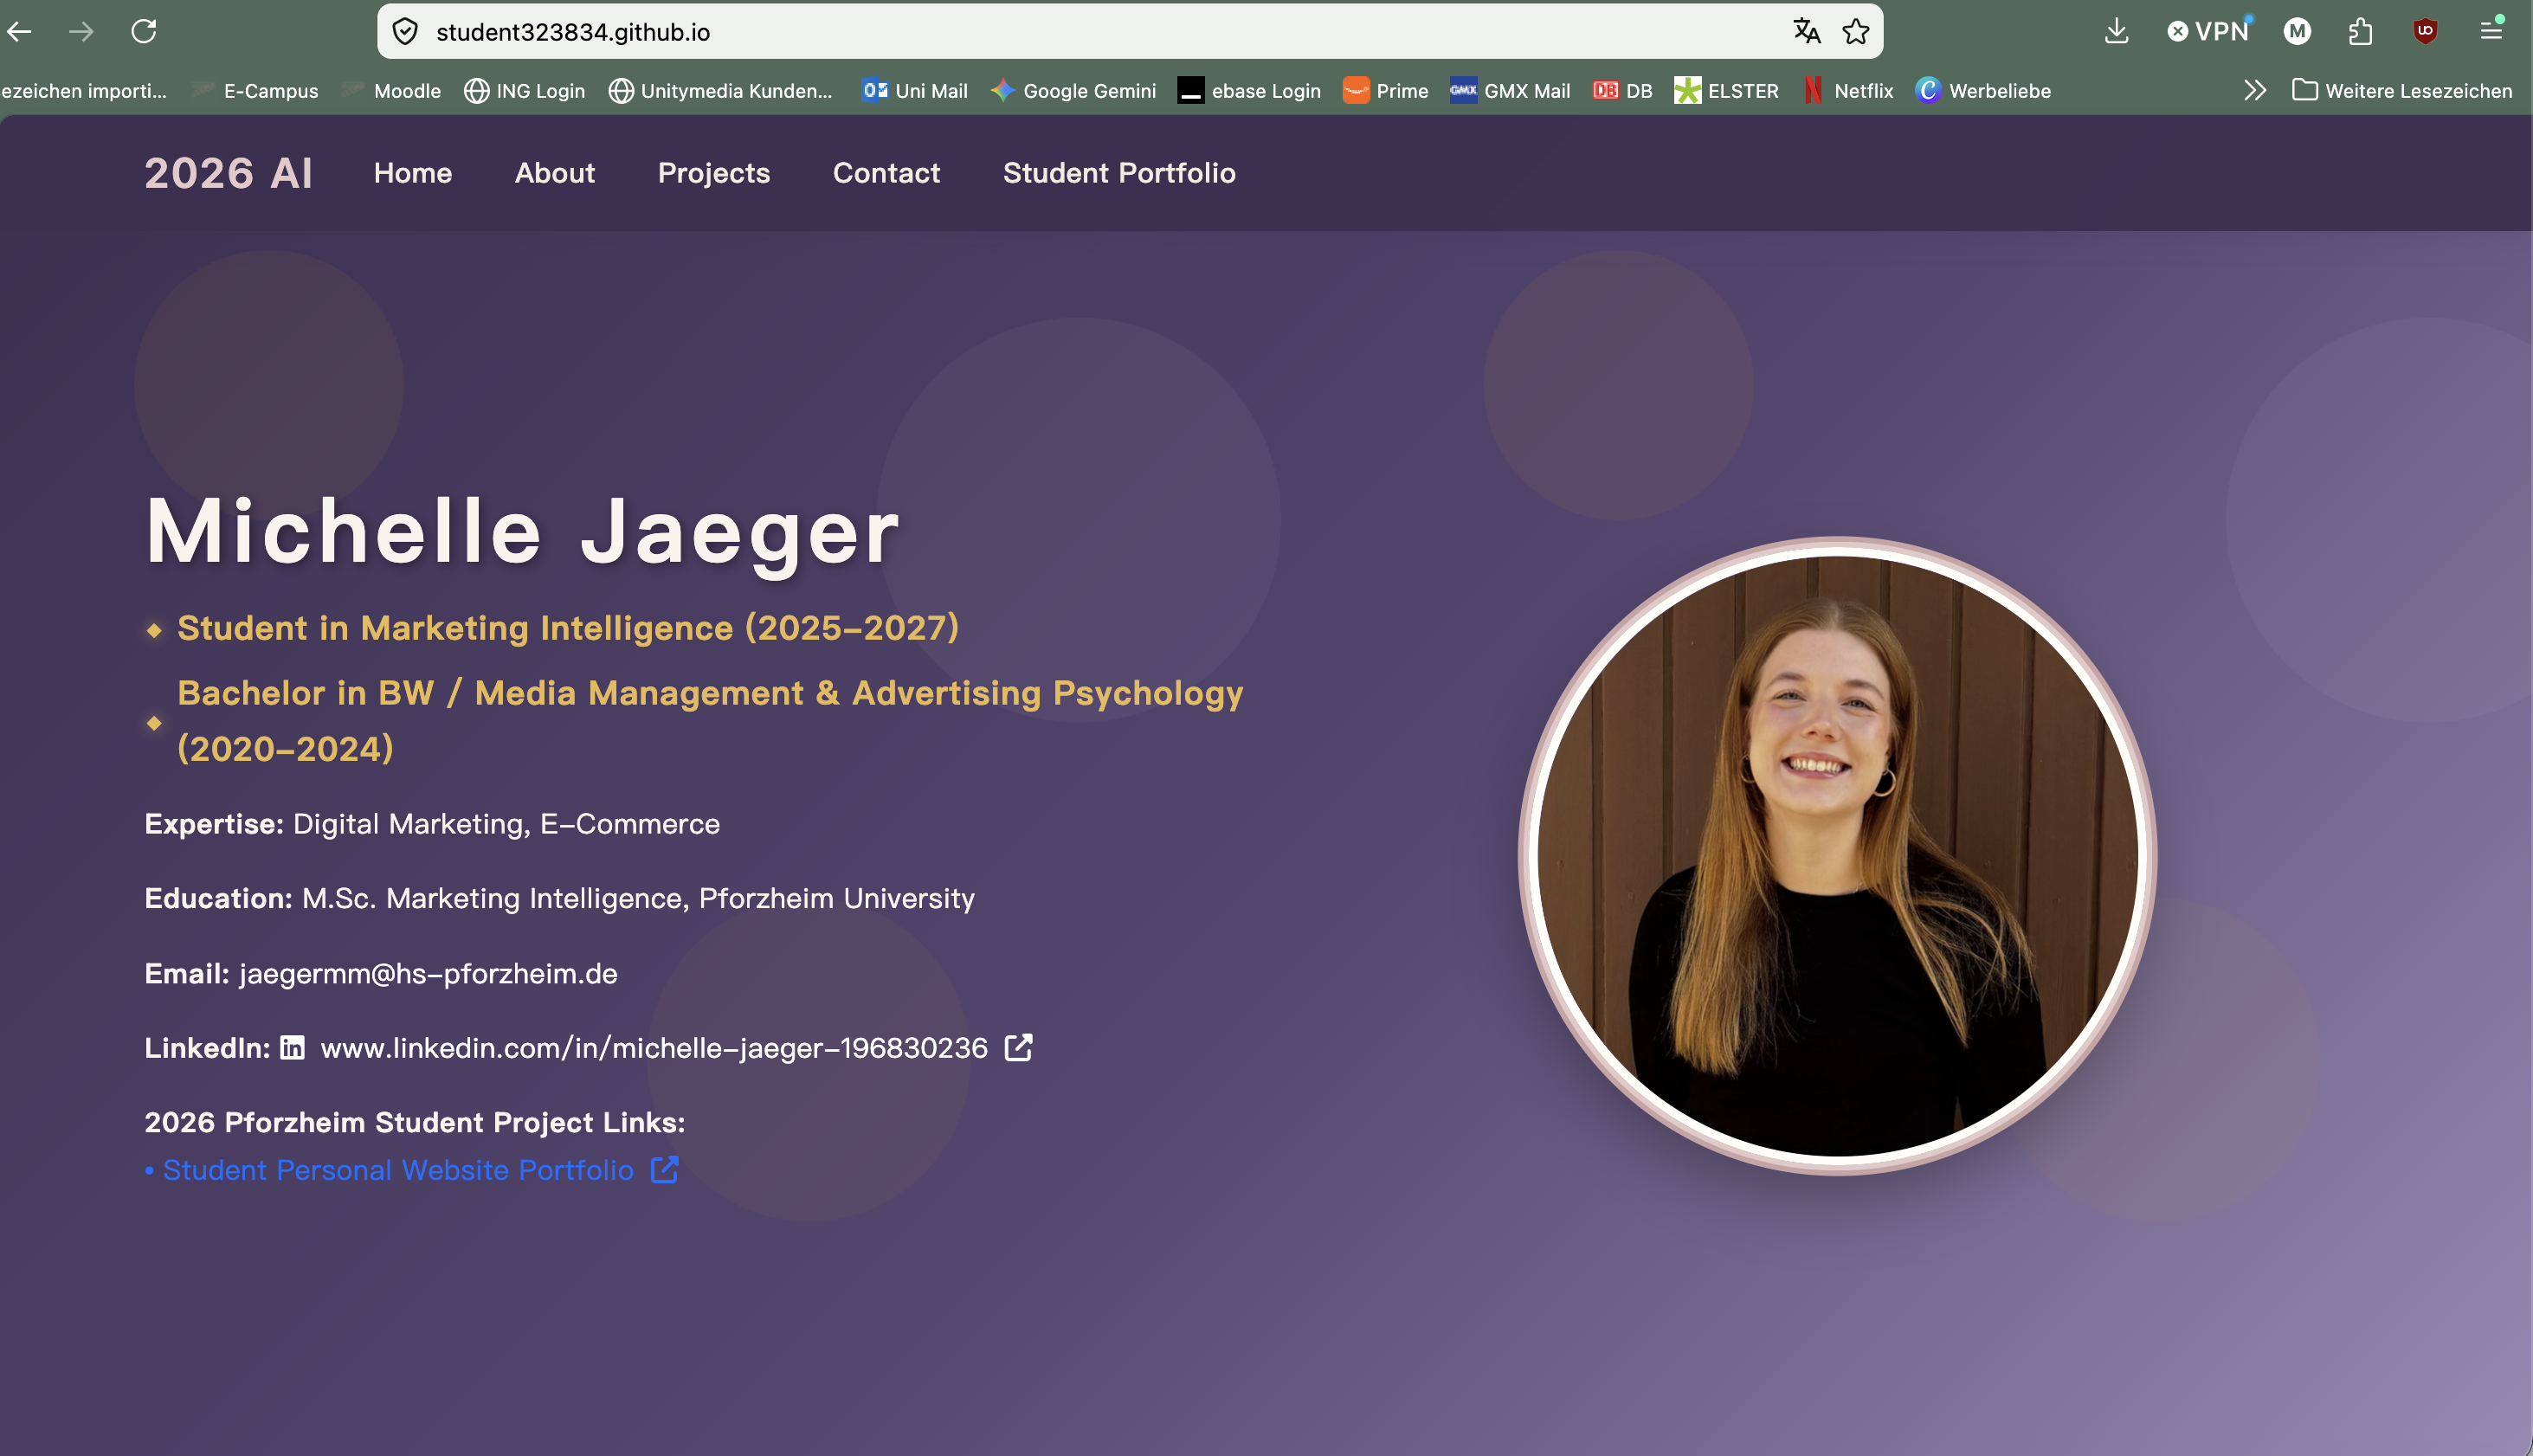 student323834.github.io
VPN
M
ezeichen importi...
E-Campus
Moodle
ING Login
Unitymedia Kunden...
Uni Mail
Google Gemini
ebase Login
Prime
GMX
GMX Mail
DB
DB
ELSTER
Netflix
Werbeliebe
Weitere Lesezeichen
2026 AI
Home
About
Projects
Contact
Student Portfolio
Michelle Jaeger
Student in Marketing Intelligence (2025–2027)
Bachelor in BW / Media Management & Advertising Psychology
(2020–2024)
Expertise: Digital Marketing, E-Commerce
Education: M.Sc. Marketing Intelligence, Pforzheim University
Email: jaegermm@hs-pforzheim.de
LinkedIn: in www.linkedin.com/in/michelle-jaeger-196830236
2026 Pforzheim Student Project Links:
• Student Personal Website Portfolio